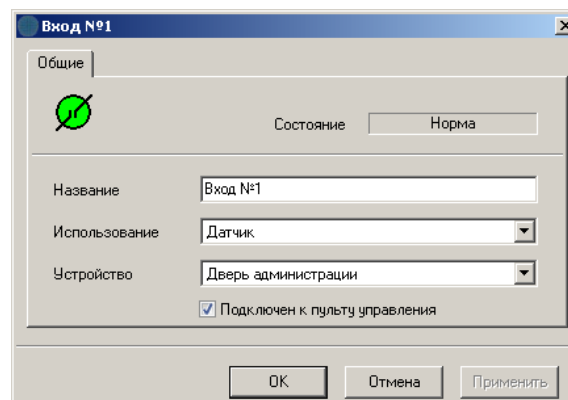 Вход №1
Общие
Состояние Норма
Название Вход №1
Использование Датчик
Устройство Дверь администрации
Подключен к пульту управления
OK Отмена Применить